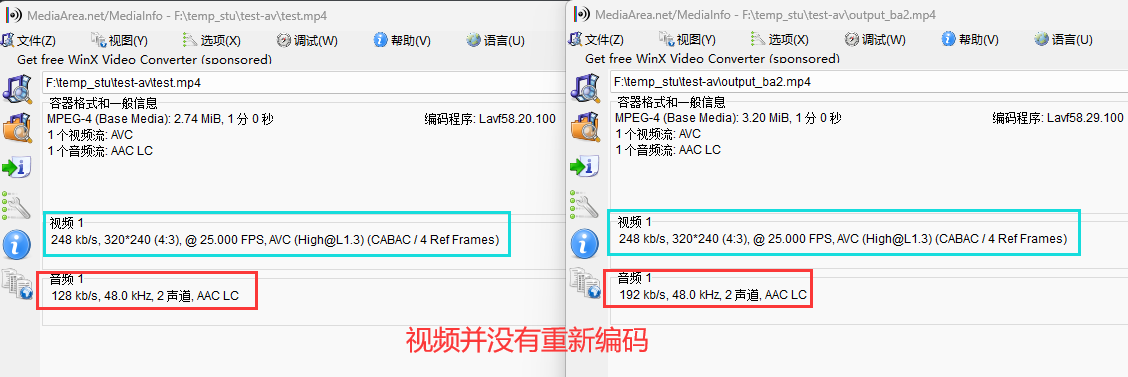 MediaArea.net/MediaInfo - F:\temp_stu\test-av\test.mp4
文件(Z) 视图(Y) 选项(X) 调试(W) 帮助(V) 语言(U)
Get free WinX Video Converter (sponsored)
F:\temp_stu\test-av\test.mp4
容器格式和一般信息
MPEG-4 (Base Media): 2.74 MiB, 1 分 0 秒 编码程序: Lavf58.20.100
1 个视频流: AVC
1 个音频流: AAC LC
视频 1
248 kb/s, 320*240 (4:3), @ 25.000 FPS, AVC (High@L1.3) (CABAC / 4 Ref Frames)
音频 1
128 kb/s, 48.0 kHz, 2 声道, AAC LC
MediaArea.net/MediaInfo - F:\temp_stu\test-av\output_ba2.mp4
文件(Z) 视图(Y) 选项(X) 调试(W) 帮助(V) 语言(U)
Get free WinX Video Converter (sponsored)
F:\temp_stu\test-av\output_ba2.mp4
容器格式和一般信息
MPEG-4 (Base Media): 3.20 MiB, 1 分 0 秒 编码程序: Lavf58.29.100
1 个视频流: AVC
1 个音频流: AAC LC
视频 1
248 kb/s, 320*240 (4:3), @ 25.000 FPS, AVC (High@L1.3) (CABAC / 4 Ref Frames)
音频 1
192 kb/s, 48.0 kHz, 2 声道, AAC LC
视频并没有重新编码